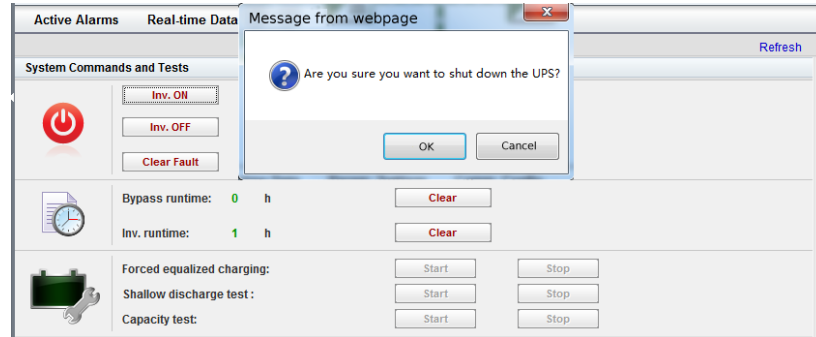 Active Alarms Real-time Data Message from webpage
Refresh
System Commands and Tests
Are you sure you want to shut down the UPS?
OK Cancel
Inv. ON
Inv. OFF
Clear Fault
Bypass runtime: 0 h Clear
Inv. runtime: 1 h Clear
Forced equalized charging: Start Stop
Shallow discharge test : Start Stop
Capacity test: Start Stop